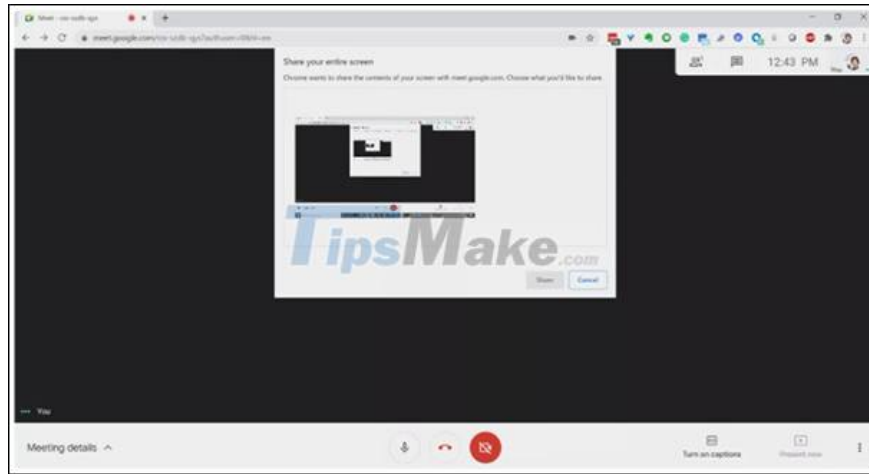 Share your entire screen
Chrome wants to share the contents of your screen with meet.google.com. Choose what you'd like to share.
12:43 PM
You
TipsMake.com
Share
Cancel
You
Meeting details
Turn on captions
Present now